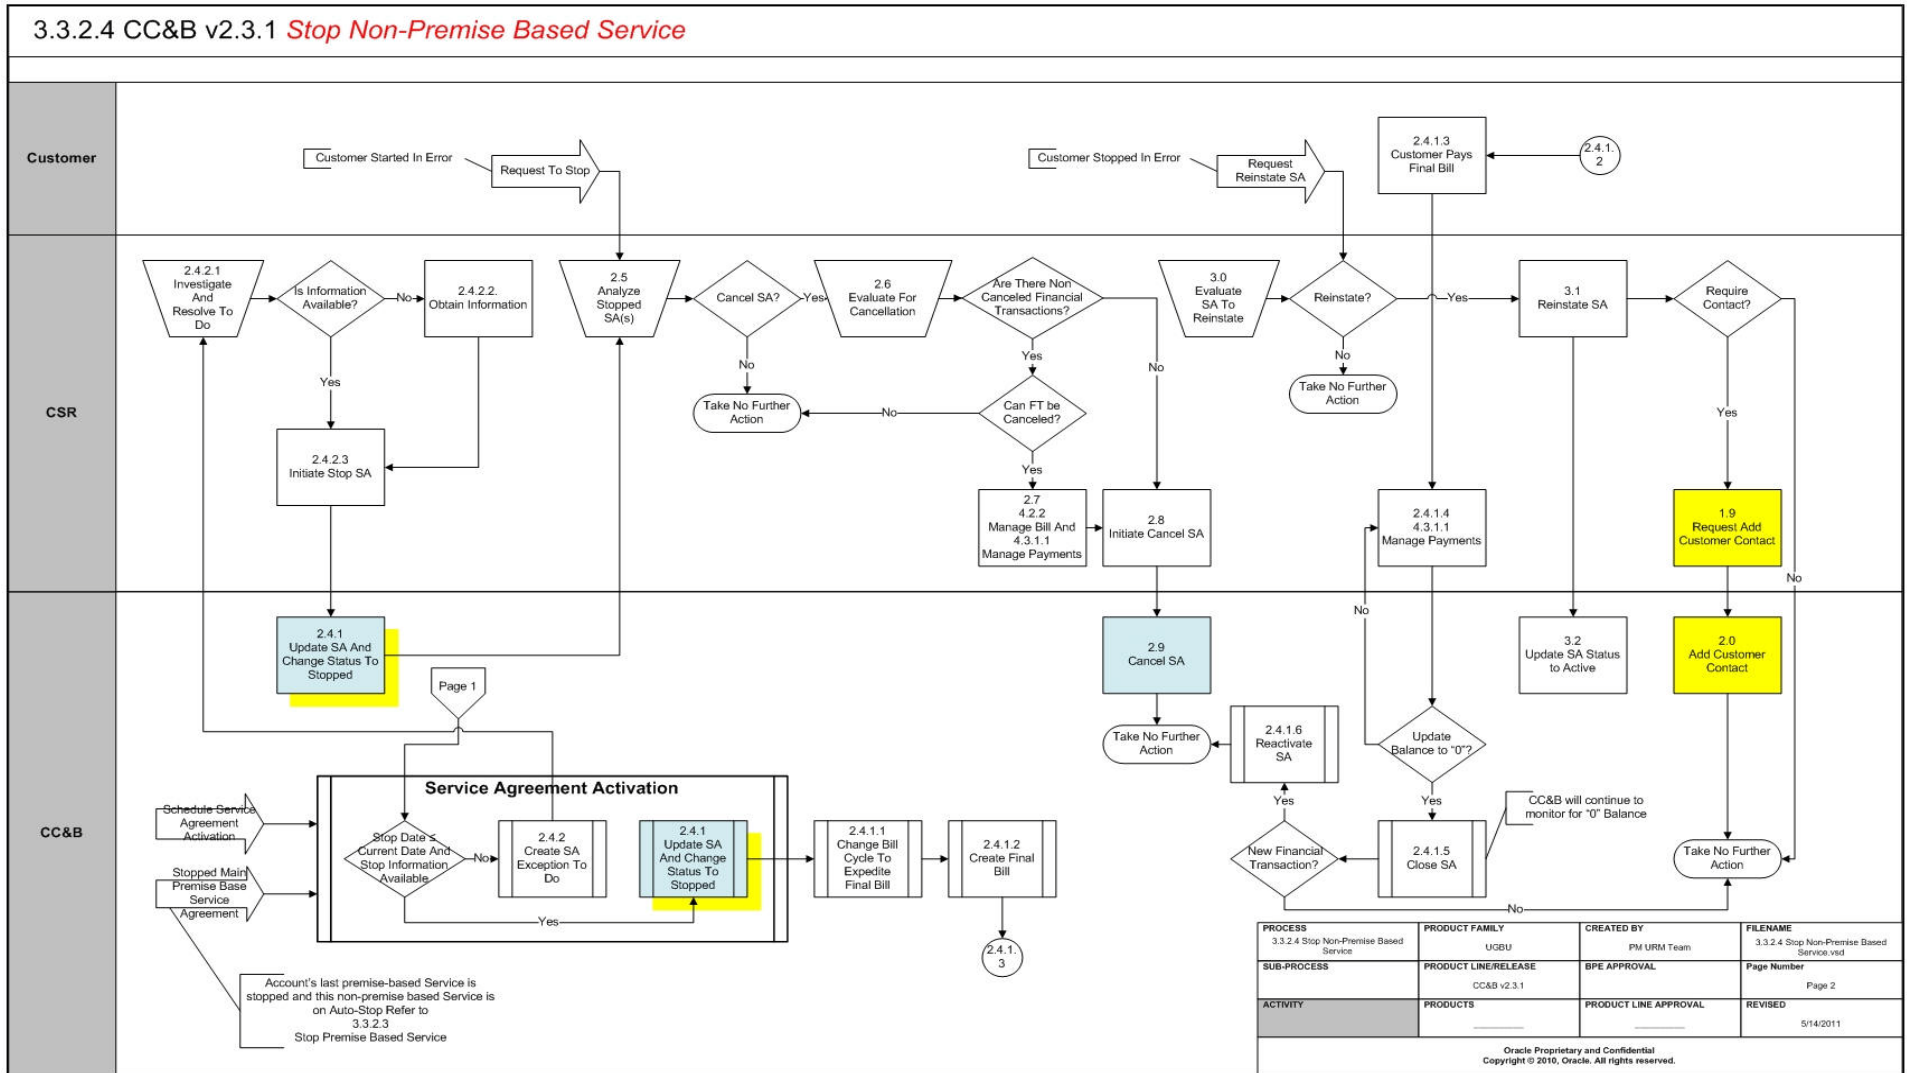 3.3.2.4 CC&B v2.3.1 Stop Non-Premise Based Service
Customer
Customer Started In Error
Request To Stop
Customer Stopped In Error
Request
Reinstate SA
2.4.1.3
Customer Pays
Final Bill
2.4.1.
2
CSR
2.4.2.1
Investigate
And
Resolve To
Do
Is Information
Available?
No
2.4.2.2.
Obtain Information
Yes
2.4.2.3
Initiate Stop SA
2.5
Analyze
Stopped
SA(s)
Cancel SA?
Yes
No
Take No Further
Action
2.6
Evaluate For
Cancellation
Are There Non
Canceled Financial
Transactions?
Yes
No
Can FT be
Canceled?
No
Yes
2.7
4.2.2
Manage Bill And
4.3.1.1
Manage Payments
2.8
Initiate Cancel SA
3.0
Evaluate
SA To
Reinstate
Reinstate?
Yes
No
Take No Further
Action
2.4.1.4
4.3.1.1
Manage Payments
3.1
Reinstate SA
Require
Contact?
Yes
No
1.9
Request Add
Customer Contact
CC&B
2.4.1
Update SA And
Change Status To
Stopped
Page 1
2.9
Cancel SA
Take No Further
Action
3.2
Update SA Status
to Active
2.0
Add Customer
Contact
No
Update
Balance to "0"?
Yes
2.4.1.6
Reactivate
SA
Yes
New Financial
Transaction?
No
2.4.1.5
Close SA
CC&B will continue to
monitor for "0" Balance
Take No Further
Action
Service Agreement Activation
Schedule Service
Agreement
Activation
Stopped Main
Premise Base
Service
Agreement
Stop Date ≤
Current Date And
Stop Information
Available
No
Yes
2.4.2
Create SA
Exception To
Do
2.4.1
Update SA
And Change
Status To
Stopped
2.4.1.1
Change Bill
Cycle To
Expedite
Final Bill
2.4.1.2
Create Final
Bill
2.4.1.
3
Account's last premise-based Service is
stopped and this non-premise based Service is
on Auto-Stop Refer to
3.3.2.3
Stop Premise Based Service
PROCESS
3.3.2.4 Stop Non-Premise Based
Service
PRODUCT FAMILY
UGBU
CREATED BY
PM URM Team
FILENAME
3.3.2.4 Stop Non-Premise Based
Service.vsd
SUB-PROCESS
PRODUCT LINE/RELEASE
CC&B v2.3.1
BPE APPROVAL
Page Number
Page 2
ACTIVITY
PRODUCTS
PRODUCT LINE APPROVAL
REVISED
5/14/2011
Oracle Proprietary and Confidential
Copyright © 2010, Oracle. All rights reserved.